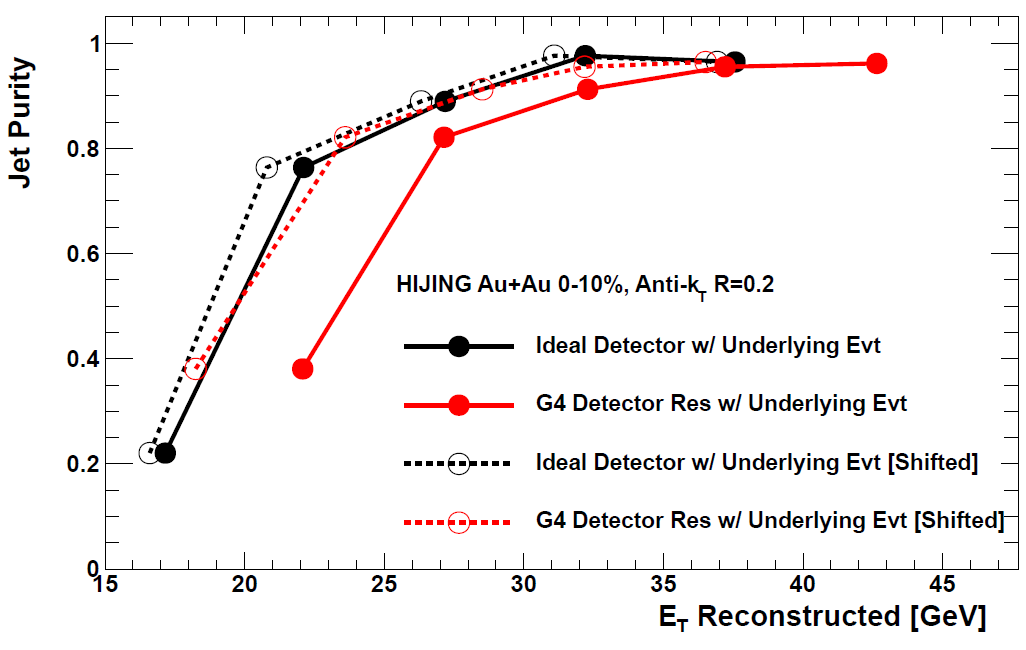 Jet Purity
1
0.8
0.6
0.4
0.2
0
HIJING Au+Au 0-10%, Anti-k_T R=0.2
Ideal Detector w/ Underlying Evt
G4 Detector Res w/ Underlying Evt
Ideal Detector w/ Underlying Evt [Shifted]
G4 Detector Res w/ Underlying Evt [Shifted]
15 20 25 30 35 40 45
E_T Reconstructed [GeV]